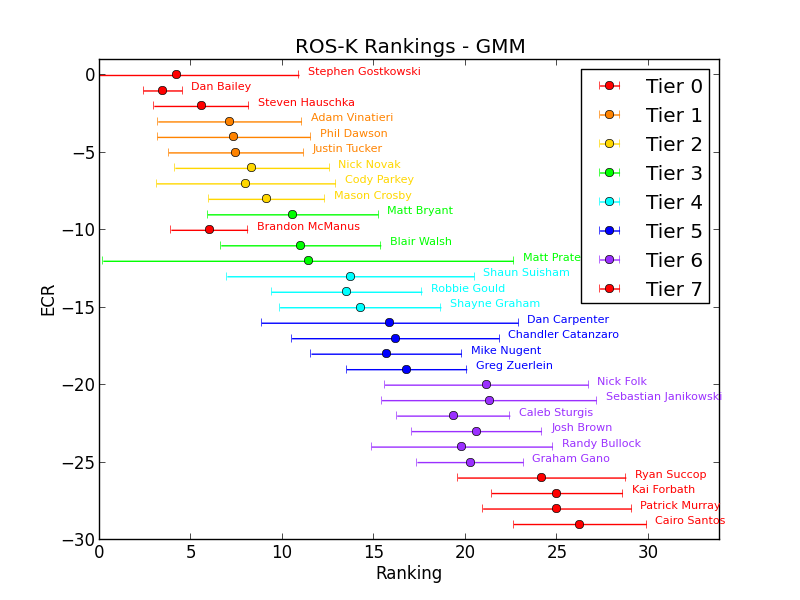 ROS-K Rankings - GMM
Stephen Gostkowski
Dan Bailey
Steven Hauschka
Adam Vinatieri
Phil Dawson
Justin Tucker
Nick Novak
Cody Parkey
Mason Crosby
Matt Bryant
Brandon McManus
Blair Walsh
Matt Prate
Shaun Suisham
Robbie Gould
Shayne Graham
Dan Carpenter
Chandler Catanzaro
Mike Nugent
Greg Zuerlein
Nick Folk
Sebastian Janikowski
Caleb Sturgis
Josh Brown
Randy Bullock
Graham Gano
Ryan Succop
Kai Forbath
Patrick Murray
Cairo Santos
Tier 0
Tier 1
Tier 2
Tier 3
Tier 4
Tier 5
Tier 6
Tier 7
ECR
0
−5
−10
−15
−20
−25
−30
0 5 10 15 20 25 30
Ranking